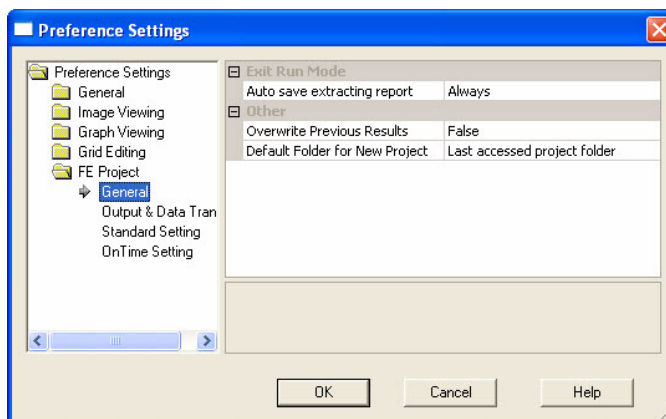 Preference Settings
Preference Settings
General
Image Viewing
Graph Viewing
Grid Editing
FE Project
General
Output & Data Tran
Standard Setting
OnTime Setting
Exit Run Mode
Auto save extracting report Always
Other
Overwrite Previous Results False
Default Folder for New Project Last accessed project folder
OK Cancel Help